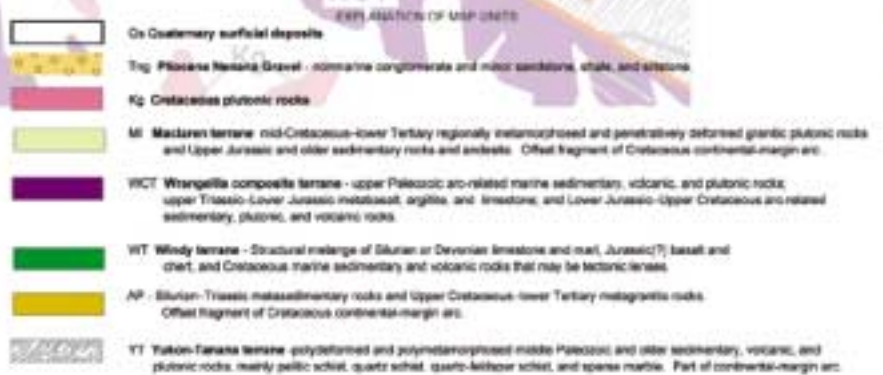 EXPLANATION OF MAP UNITS
Qs Quaternary surficial deposits
Kg
Tng Pliocene Nenana Gravel - nonmarine conglomerate and minor sandstone, shale, and siltstone
Kg Cretaceous plutonic rocks
Ml Maclaren terrane mid-Cretaceous-lower Tertiary regionally metamorphosed and penetratively deformed granitic plutonic rocks
and Upper Jurassic and older sedimentary rocks and andesite. Offset fragment of Cretaceous continental-margin arc.
WCT Wrangellia composite terrane - upper Paleozoic arc-related marine sedimentary, volcanic, and plutonic rocks;
upper Triassic-Lower Jurassic metabasalt, argillite, and limestone; and Lower Jurassic-Upper Cretaceous arc related
sedimentary, plutonic, and volcanic rocks.
WT Windy terrane - Structural melange of Silurian or Devonian limestone and marl, Jurassic(?) basalt and
chert, and Cretaceous marine sedimentary and volcanic rocks that may be tectonic lenses
AP - Silurian-Triassic metasedimentary rocks and Upper Cretaceous-lower Tertiary metagranitic rocks.
Offset fragment of Cretaceous continental-margin arc.
YT Yukon-Tanana terrane -polydeformed and polymetamorphosed middle Paleozoic and older sedimentary, volcanic, and
plutonic rocks, mainly pelitic schist, quartz schist, quartz-feldspar schist, and sparse marble. Part of continental-margin arc.